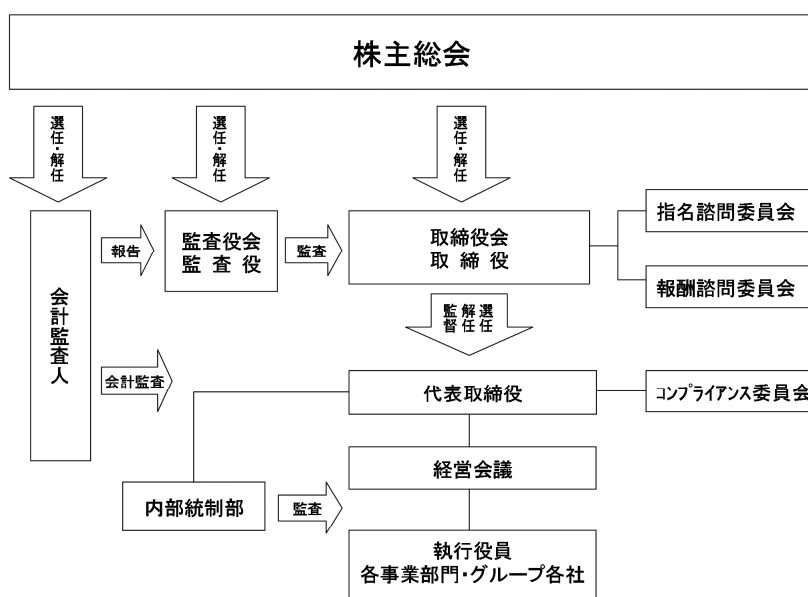 株主総会
選任・解任
選任・解任
選任・解任
会計監査人
報告
監査役会
監査役
監査
取締役会
取締役
指名諮問委員会
報酬諮問委員会
選任
解任
監督
会計監査
代表取締役
コンプライアンス委員会
経営会議
内部統制部
監査
執行役員
各事業部門・グループ各社